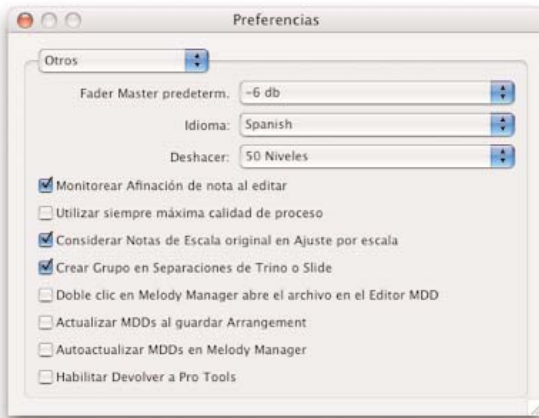 Preferencias
Otros
Fader Master predeterm. -6 db
Idioma: Spanish
Deshacer: 50 Niveles
Monitorear Afinación de nota al editar
Utilizar siempre máxima calidad de proceso
Considerar Notas de Escala original en Ajuste por escala
Crear Grupo en Separaciones de Trino o Slide
Doble clic en Melody Manager abre el archivo en el Editor MDD
Actualizar MDDs al guardar Arrangement
Autoactualizar MDDs en Melody Manager
Habilitar Devolver a Pro Tools